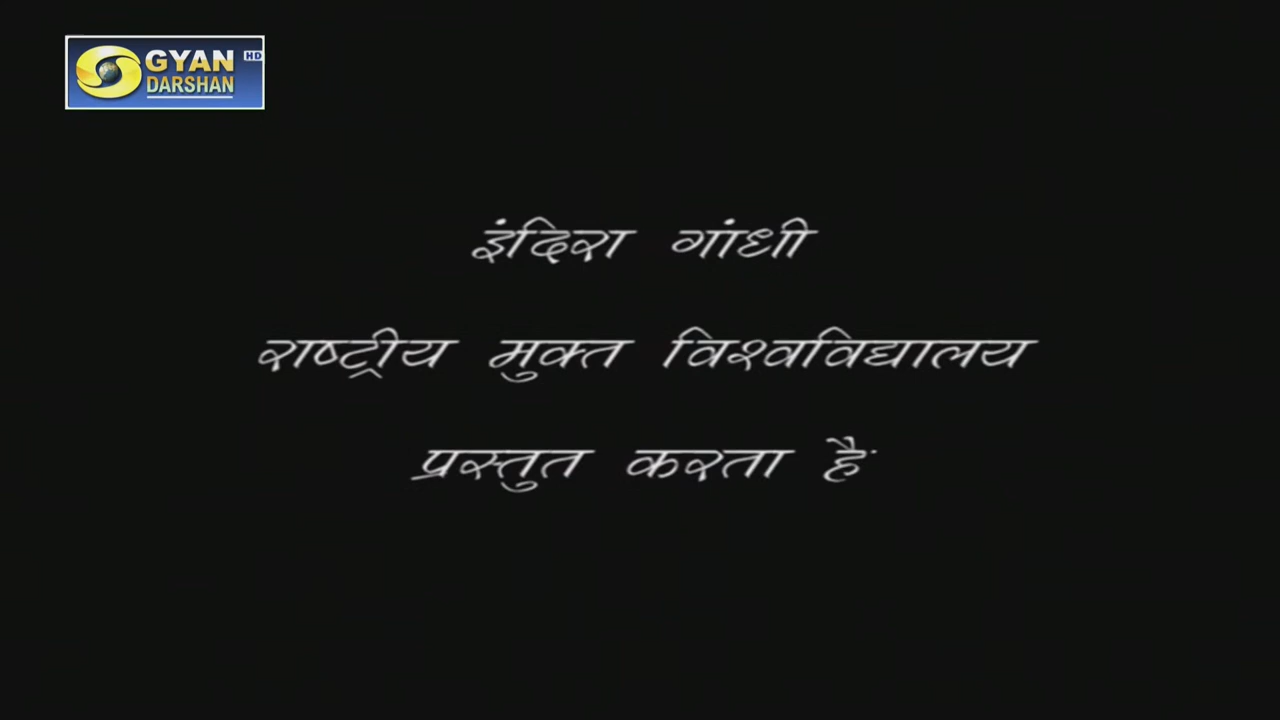 GYAN HD
DARSHAN
इंदिरा गांधी
राष्ट्रीय मुक्त विश्वविद्यालय
प्रस्तुत करता हैं